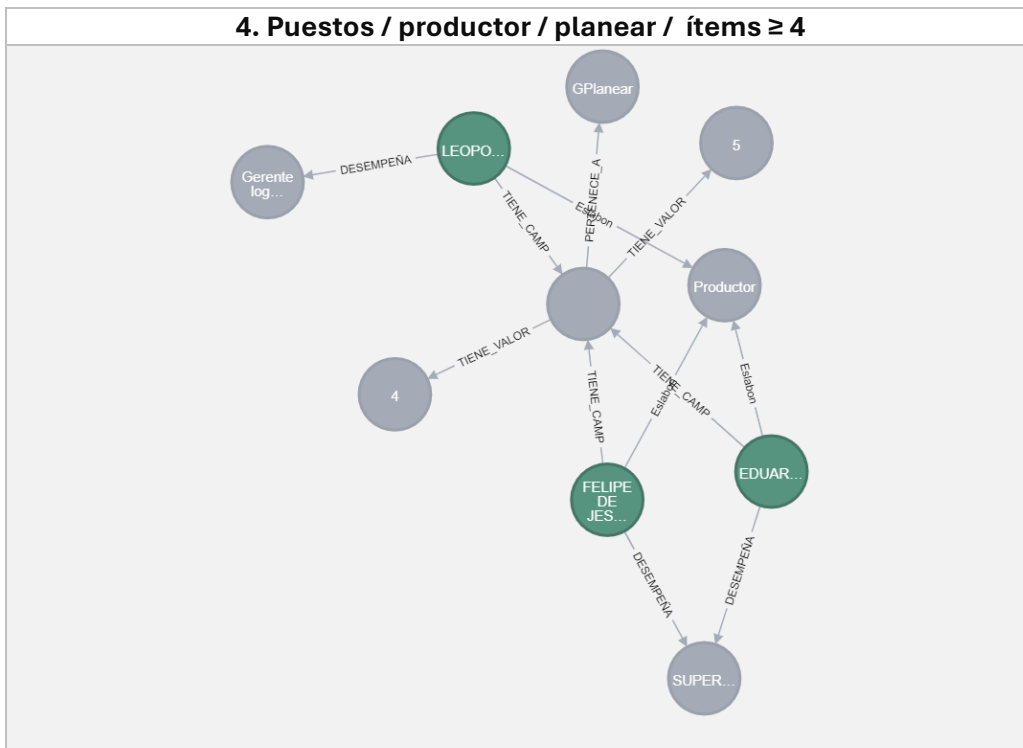 4. Puestos / productor / planear / ítems ≥ 4
GPlanear
LEOPO...
5
Gerente
log...
DESEMPEÑA
TIENE_CAMP
Eslabon
PERTENECE_A
TIENE_VALOR
Productor
TIENE_VALOR
4
TIENE_CAMP
Eslabon
TIENE_CAMP
Eslabon
FELIPE
DE
JES...
EDUAR...
DESEMPEÑA
DESEMPEÑA
SUPER...